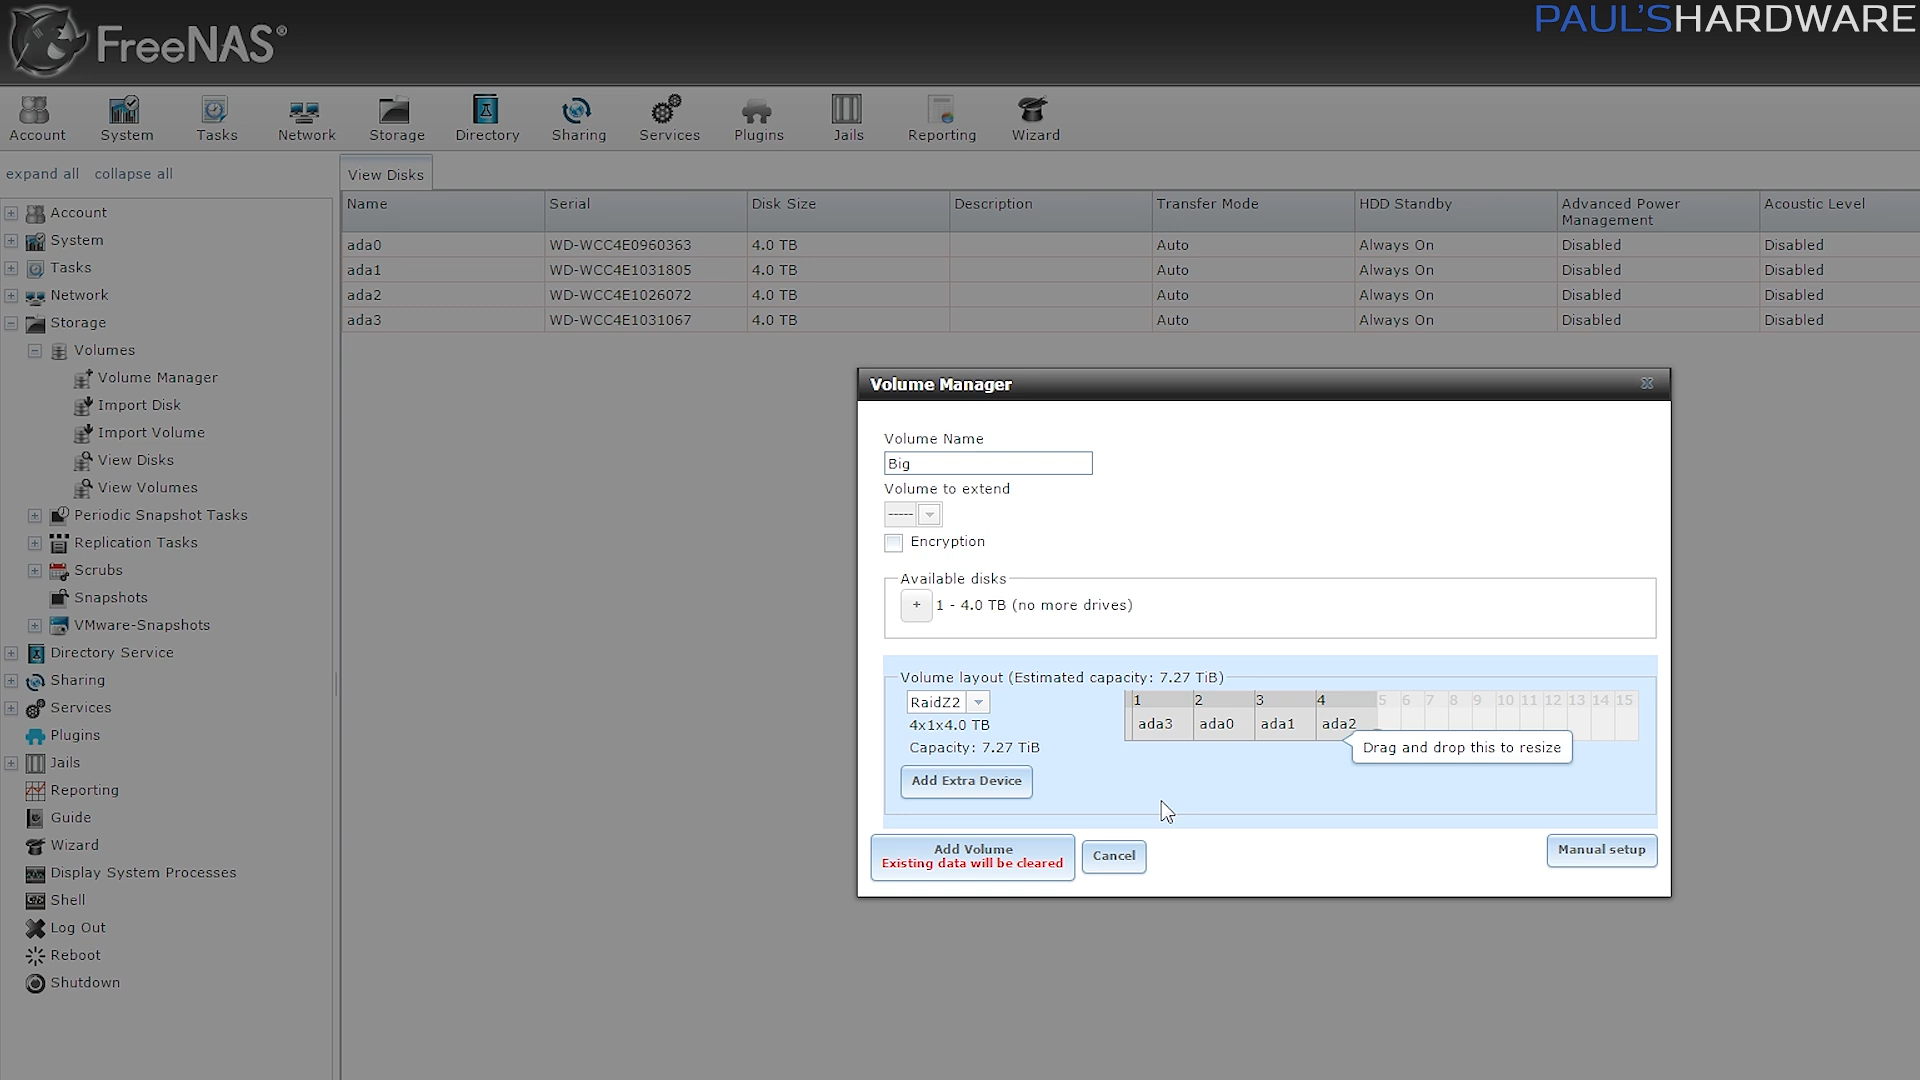 PAUL'SHARDWARE
FreeNAS®
Account System Tasks Network Storage Directory Sharing Services Plugins Jails Reporting Wizard
expand all collapse all
Account
System
Tasks
Network
Storage
Volumes
Volume Manager
Import Disk
Import Volume
View Disks
View Volumes
Periodic Snapshot Tasks
Replication Tasks
Scrubs
Snapshots
VMware-Snapshots
Directory Service
Sharing
Services
Plugins
Jails
Reporting
Guide
Wizard
Display System Processes
Shell
Log Out
Reboot
Shutdown
View Disks
Name Serial Disk Size Description Transfer Mode HDD Standby Advanced Power Management Acoustic Level
ada0 WD-WCC4E0960363 4.0 TB Auto Always On Disabled Disabled
ada1 WD-WCC4E1031805 4.0 TB Auto Always On Disabled Disabled
ada2 WD-WCC4E1026072 4.0 TB Auto Always On Disabled Disabled
ada3 WD-WCC4E1031067 4.0 TB Auto Always On Disabled Disabled
Volume Manager
Volume Name
Big
Volume to extend
-----
Encryption
Available disks
+ 1 - 4.0 TB (no more drives)
Volume layout (Estimated capacity: 7.27 TiB)
RaidZ2
4x1x4.0 TB
Capacity: 7.27 TiB
1 2 3 4 5 6 7 8 9 10 11 12 13 14 15
ada3 ada0 ada1 ada2
Drag and drop this to resize
Add Extra Device
Add Volume
Existing data will be cleared
Cancel
Manual setup